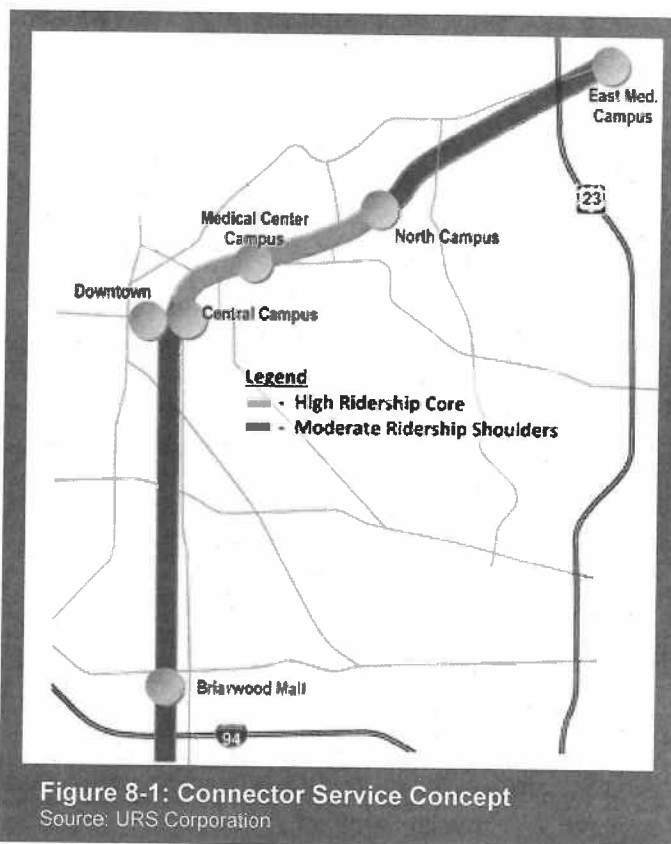 East Med.
Campus
23
Medical Center
Campus
North Campus
Downtown
Central Campus
Legend
- High Ridership Core
- Moderate Ridership Shoulders
Briarwood Mall
94
Figure 8-1: Connector Service Concept
Source: URS Corporation